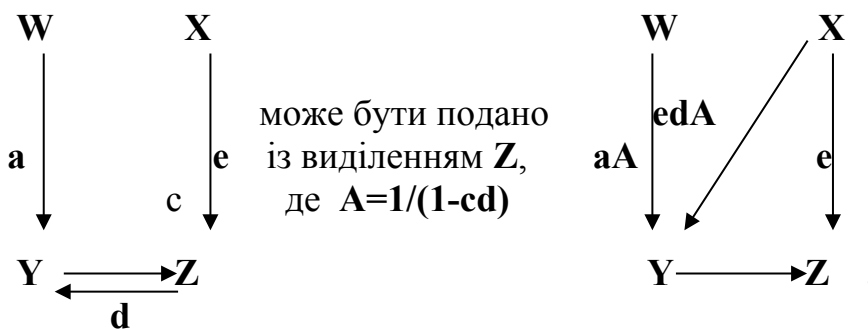 W X
W X
може бути подано
edA
a e із виділенням Z, aA e
c де A=1/(1-cd)
Y Z
Y Z
d